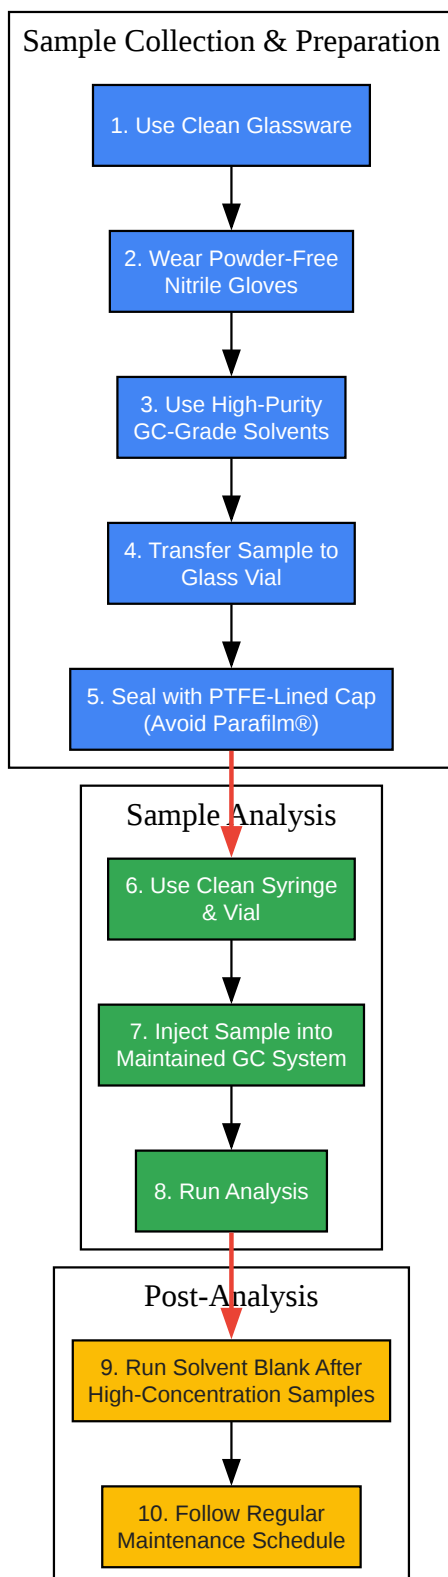 Sample Collection & Preparation
1. Use Clean Glassware
2. Wear Powder-Free
Nitrile Gloves
3. Use High-Purity
GC-Grade Solvents
4. Transfer Sample to
Glass Vial
5. Seal with PTFE-Lined Cap
(Avoid Parafilm®)
Sample Analysis
6. Use Clean Syringe
& Vial
7. Inject Sample into
Maintained GC System
8. Run Analysis
Post-Analysis
9. Run Solvent Blank After
High-Concentration Samples
10. Follow Regular
Maintenance Schedule